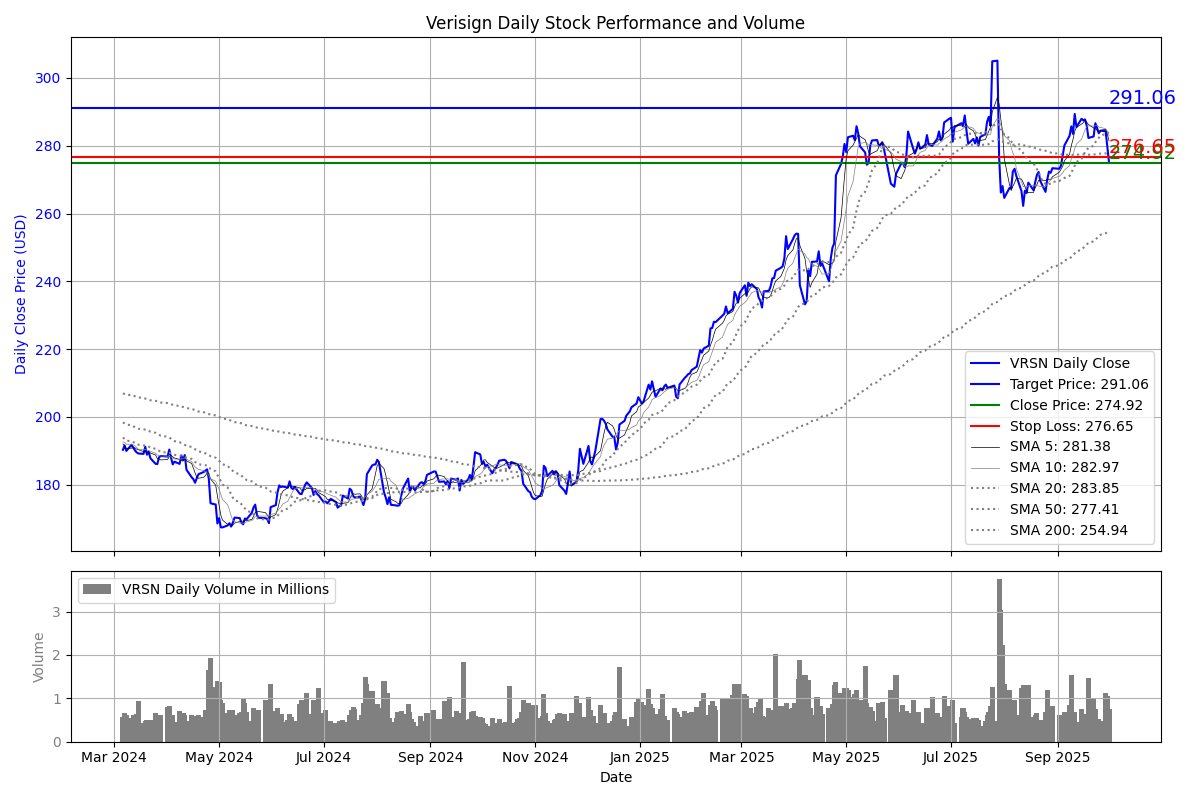 Verisign Daily Stock Performance and Volume
Daily Close Price (USD)
300
280
260
240
220
200
180
291.06
276.65
274.92
VRSN Daily Close
Target Price: 291.06
Close Price: 274.92
Stop Loss: 276.65
SMA 5: 281.38
SMA 10: 282.97
SMA 20: 283.85
SMA 50: 277.41
SMA 200: 254.94
VRSN Daily Volume in Millions
Volume
3
2
1
0
Mar 2024 May 2024 Jul 2024 Sep 2024 Nov 2024 Jan 2025 Mar 2025 May 2025 Jul 2025 Sep 2025
Date